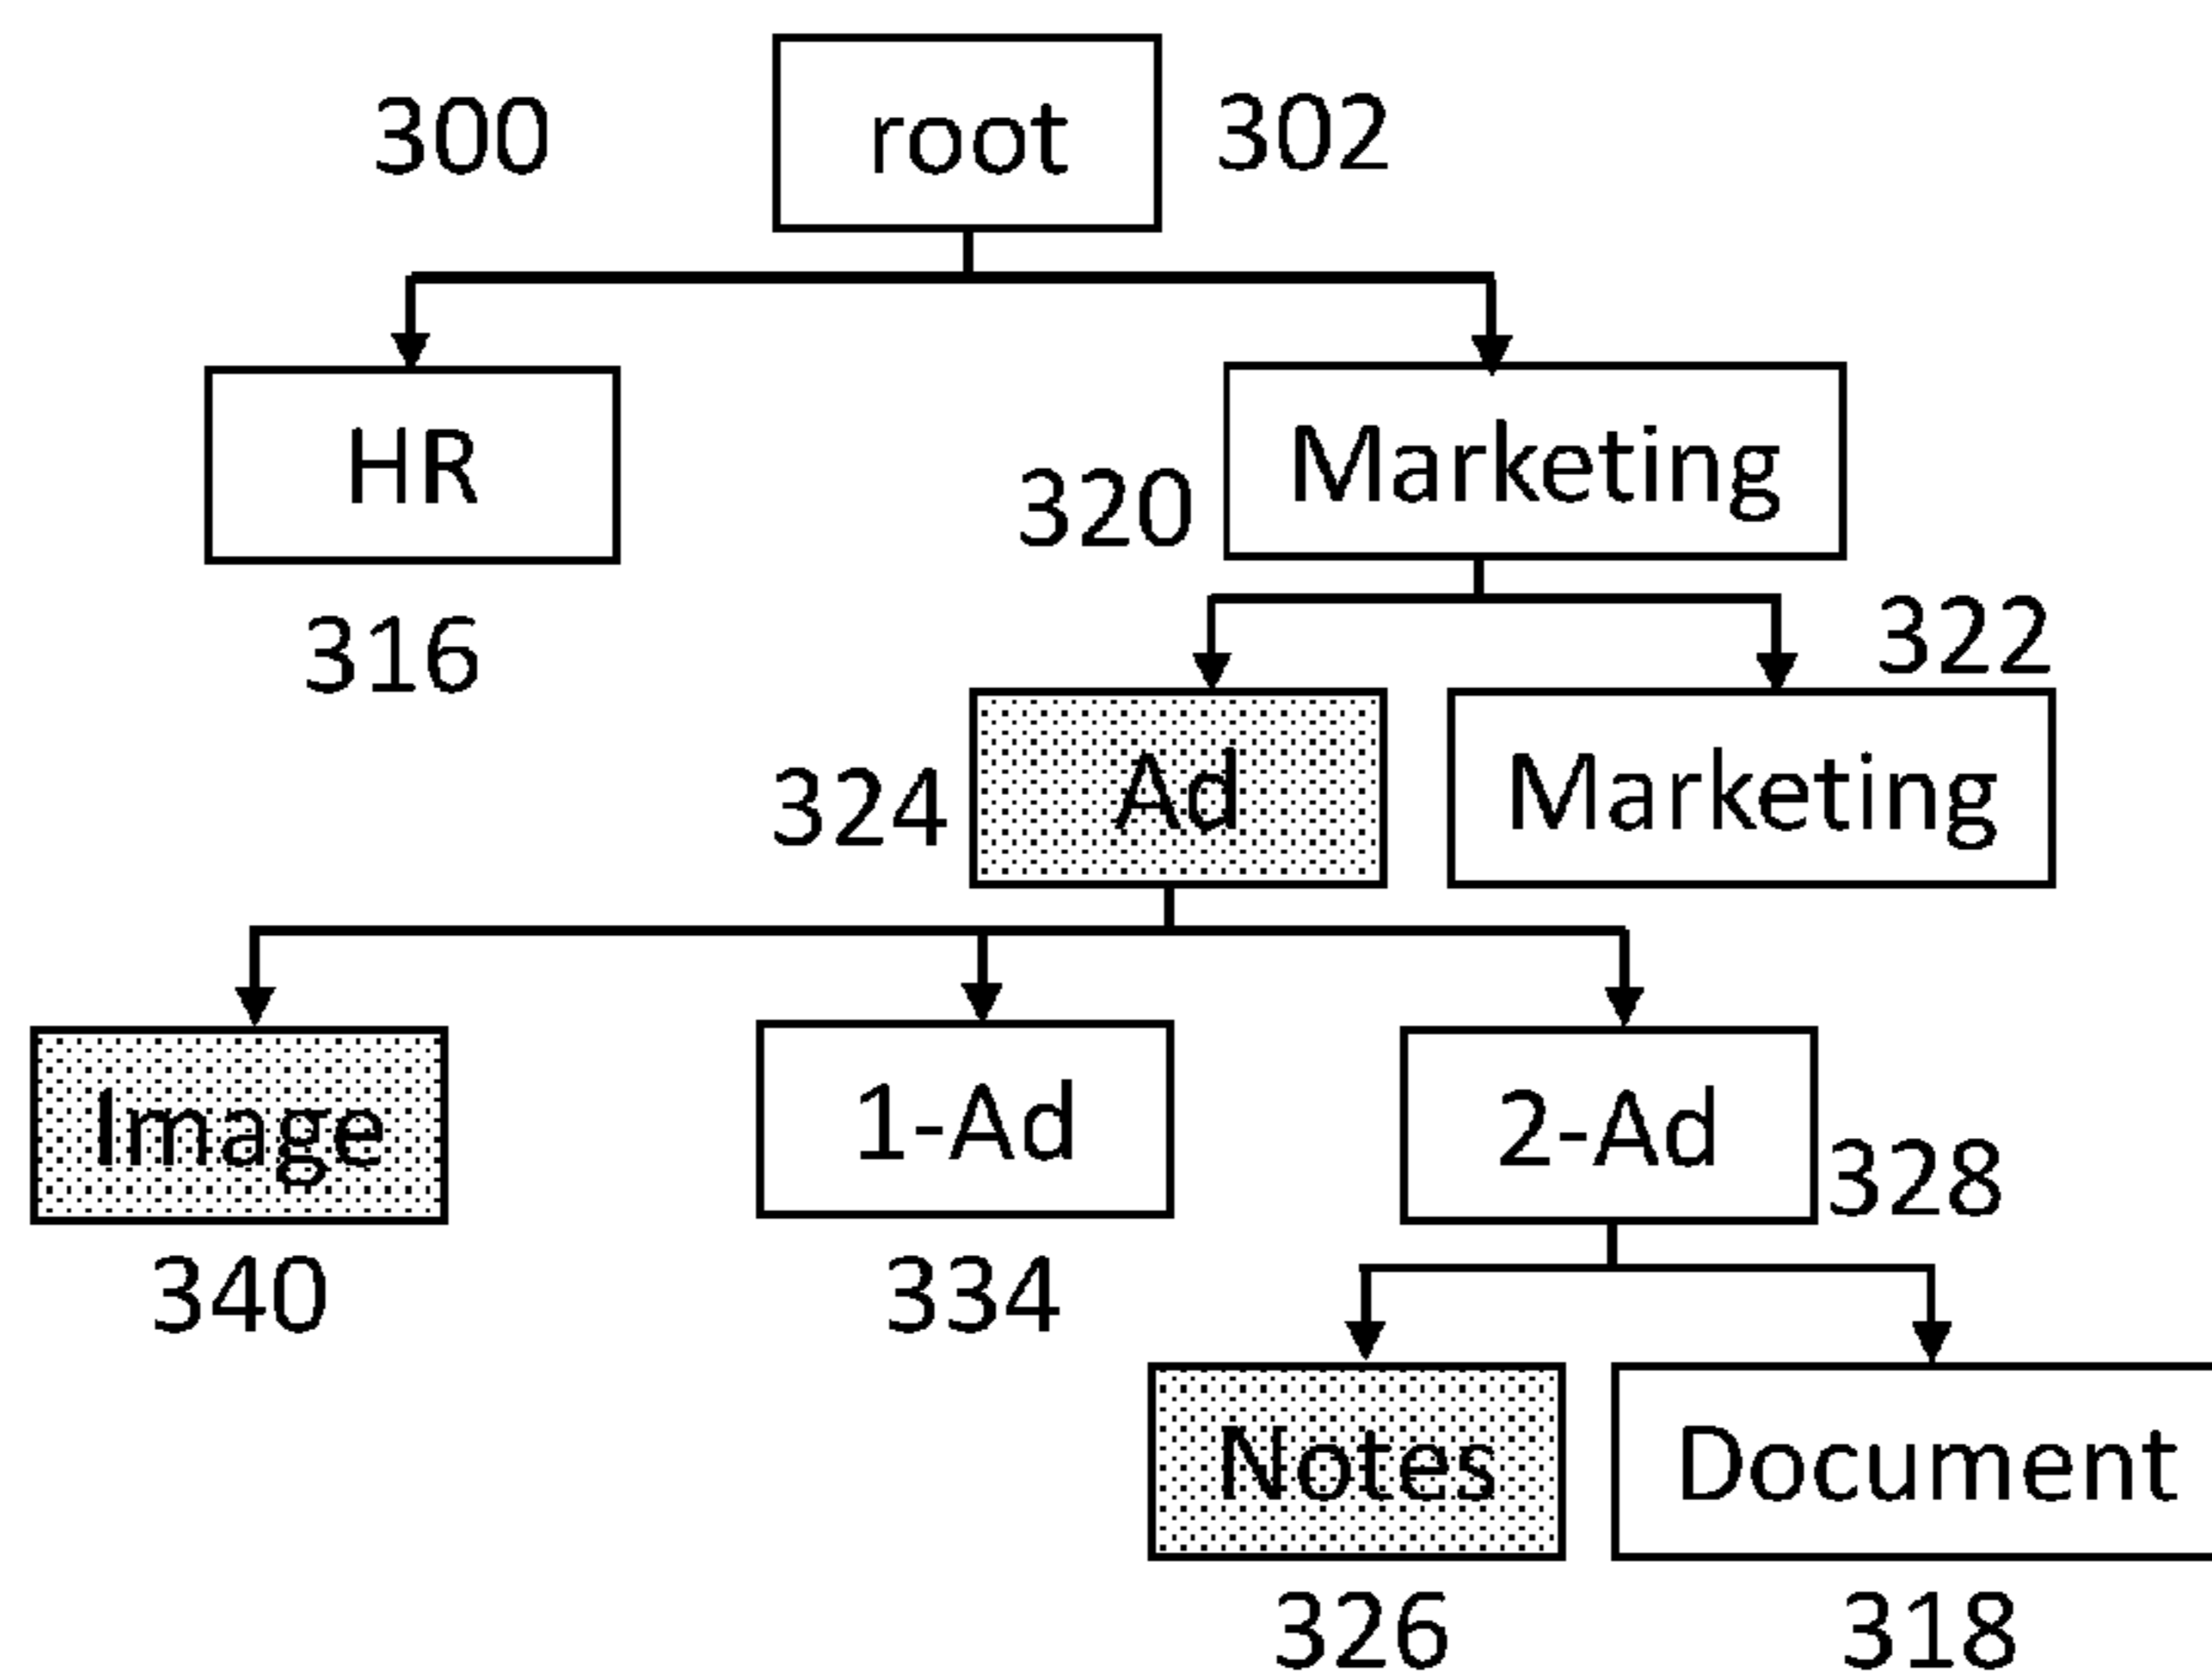 300 root 302
HR
320 Marketing
316
322
324 Ad Marketing
Image 1-Ad 2-Ad 328
340 334
Notes Document
326 318